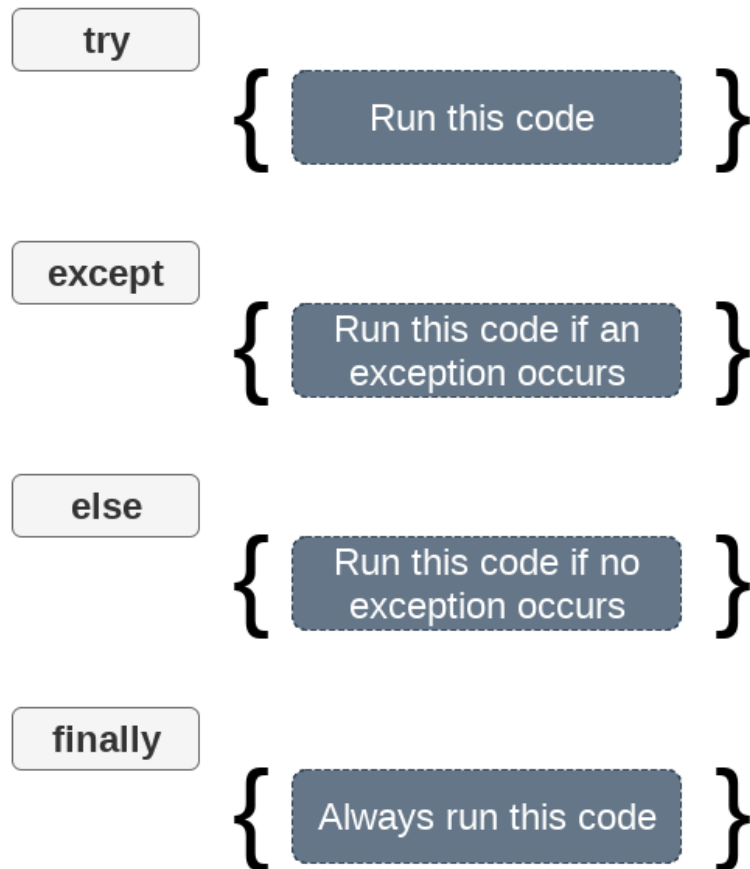 try
{ Run this code }
except
{ Run this code if an
exception occurs }
else
{ Run this code if no
exception occurs }
finally
{ Always run this code }